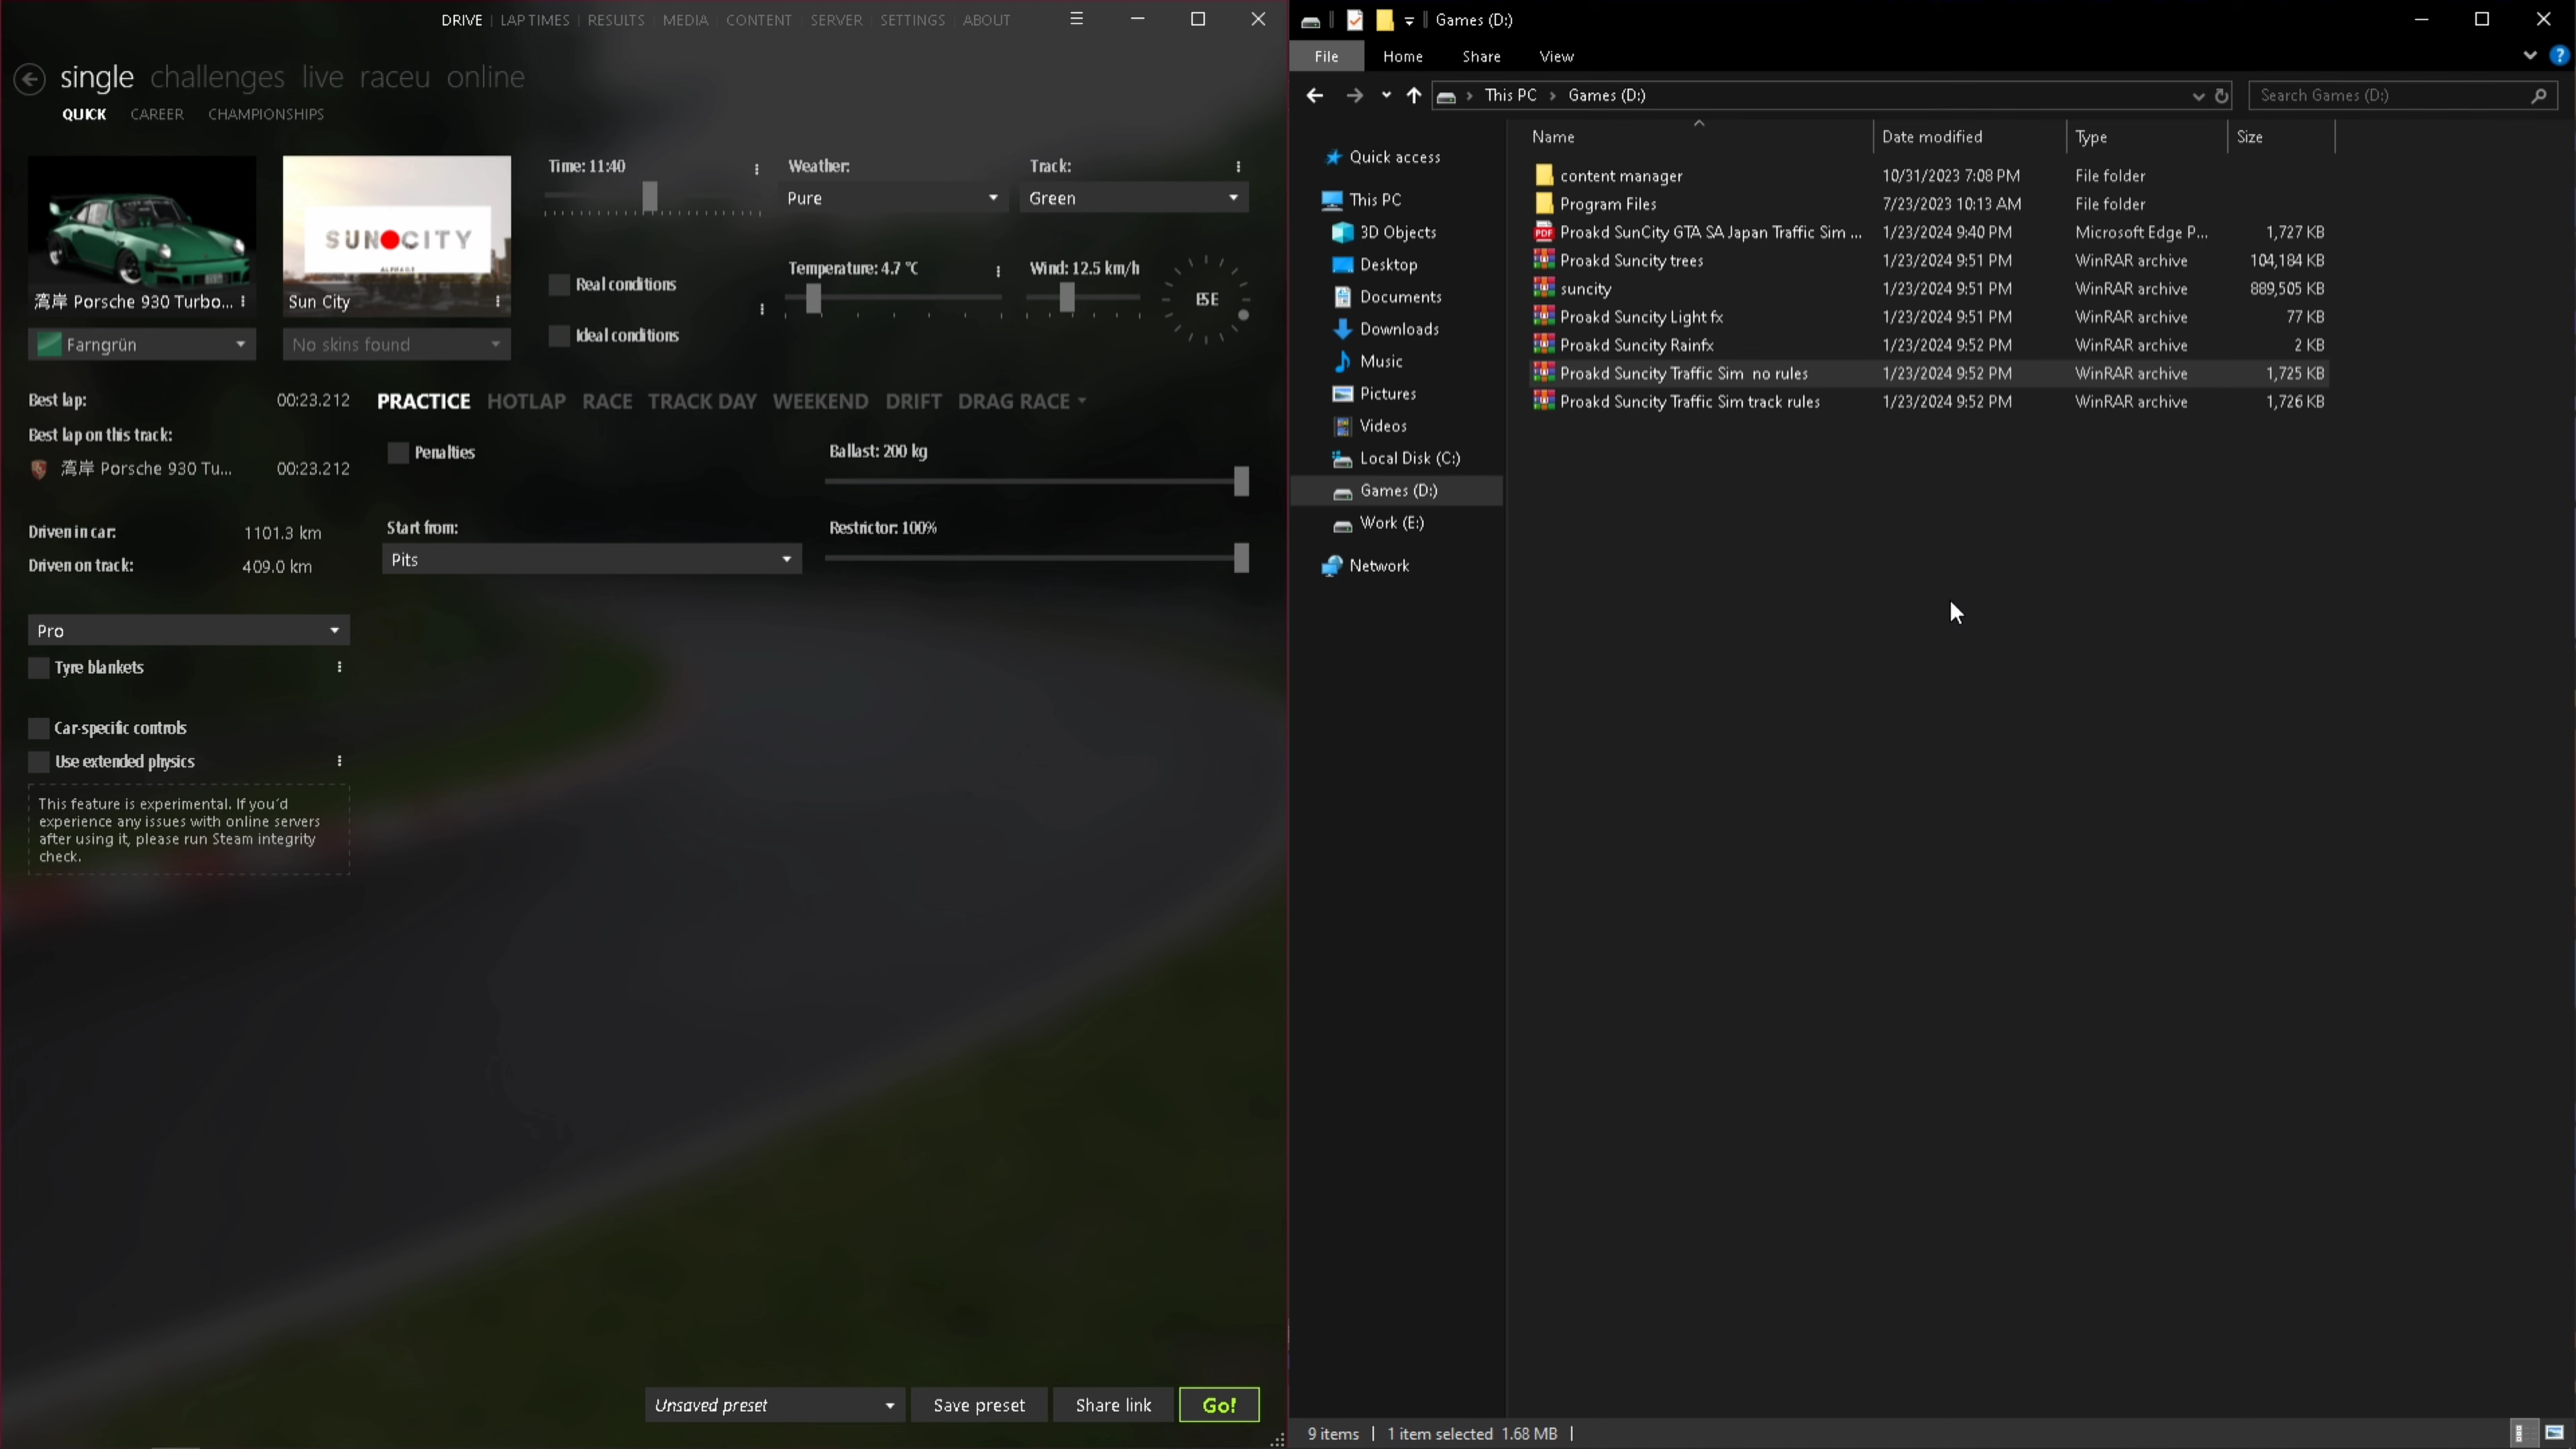 DRIVE | LAP TIMES | RESULTS | MEDIA | CONTENT | SERVER | SETTINGS | ABOUT
single challenges live raceu online
QUICK CAREER CHAMPIONSHIPS
SUN CITY
湾岸 Porsche 930 Turbo...
Sun City
Farngrün
No skins found
Time: 11:40
Weather:
Track:
Pure
Green
Real conditions
Ideal conditions
Temperature: 4.7 °C
Wind: 12.5 km/h
ESE
Best lap: 00:23.212
Best lap on this track:
湾岸 Porsche 930 Tu... 00:23.212
Driven in car: 1101.3 km
Driven on track: 409.0 km
Pro
Tyre blankets
Car-specific controls
Use extended physics
This feature is experimental. If you'd
experience any issues with online servers
after using it, please run Steam integrity
check.
PRACTICE HOTLAP RACE TRACK DAY WEEKEND DRIFT DRAG RACE
Penalties
Ballast: 200 kg
Start from:
Restrictor: 100%
Pits
Unsaved preset
Save preset
Share link
Go!
Games (D:)
File Home Share View
This PC > Games (D:)
Search Games (D:)
Quick access
This PC
3D Objects
Desktop
Documents
Downloads
Music
Pictures
Videos
Local Disk (C:)
Games (D:)
Work (E:)
Network
Name Date modified Type Size
content manager 10/31/2023 7:08 PM File folder
Program Files 7/23/2023 10:13 AM File folder
PDF Proakd SunCity GTA SA Japan Traffic Sim ... 1/23/2024 9:40 PM Microsoft Edge P... 1,727 KB
Proakd Suncity trees 1/23/2024 9:51 PM WinRAR archive 104,184 KB
suncity 1/23/2024 9:51 PM WinRAR archive 889,505 KB
Proakd Suncity Light fx 1/23/2024 9:51 PM WinRAR archive 77 KB
Proakd Suncity Rainfx 1/23/2024 9:52 PM WinRAR archive 2 KB
Proakd Suncity Traffic Sim  no rules 1/23/2024 9:52 PM WinRAR archive 1,725 KB
Proakd Suncity Traffic Sim track rules 1/23/2024 9:52 PM WinRAR archive 1,726 KB
9 items | 1 item selected 1.68 MB |